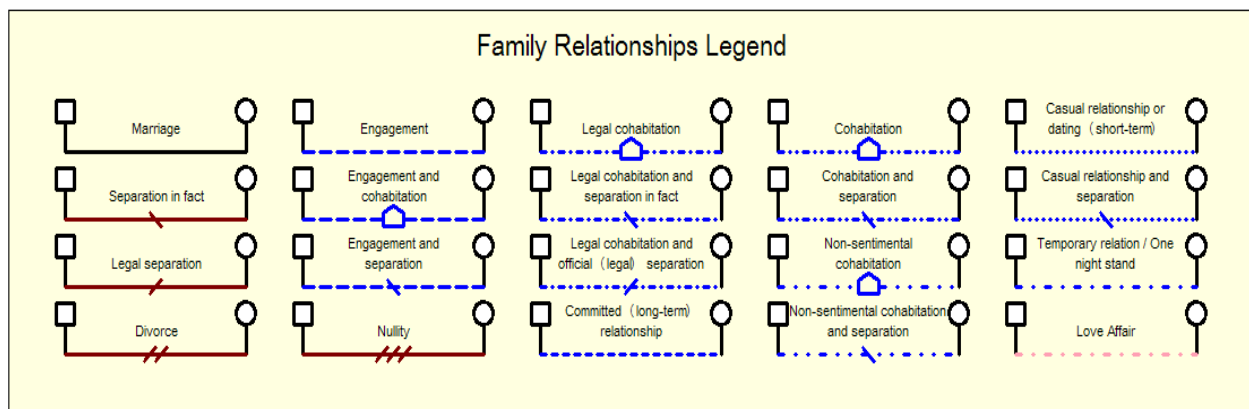 Family Relationships Legend
Marriage
Engagement
Legal cohabitation
Cohabitation
Casual relationship or
dating (short-term)
Separation in fact
Engagement and
cohabitation
Legal cohabitation and
separation in fact
Cohabitation and
separation
Casual relationship and
separation
Legal separation
Engagement and
separation
Legal cohabitation and
official (legal) separation
Non-sentimental
cohabitation
Temporary relation / One
night stand
Divorce
Nullity
Committed (long-term)
relationship
Non-sentimental cohabitation
and separation
Love Affair